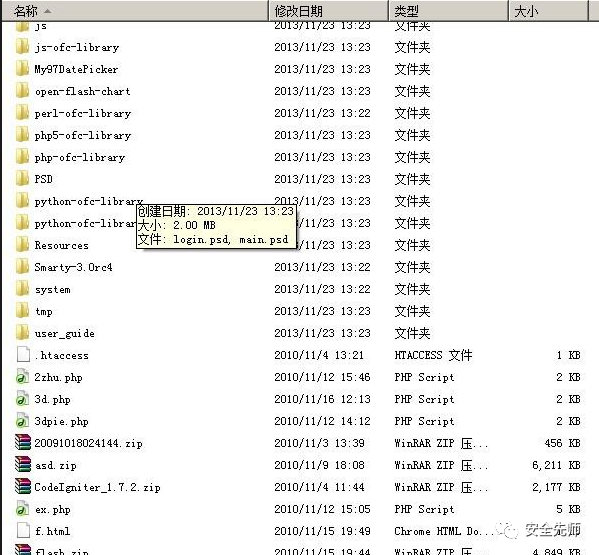 名称 修改日期 类型 大小
js 2013/11/23 13:23 文件夹
js-ofc-library 2013/11/23 13:23 文件夹
My97DatePicker 2013/11/23 13:23 文件夹
open-flash-chart 2013/11/23 13:23 文件夹
perl-ofc-library 2013/11/23 13:22 文件夹
php5-ofc-library 2013/11/23 13:22 文件夹
php-ofc-library 2013/11/23 13:22 文件夹
PSD 2013/11/23 13:23 文件夹
python-ofc-library 2013/11/23 13:22 文件夹
创建日期: 2013/11/23 13:23
python-ofc-librar 2013/11/23 13:23 文件夹
大小: 2.00 MB
文件: login.psd, main.psd
Resources 2013/11/23 13:23 文件夹
Smarty-3.0rc4 2013/11/23 13:22 文件夹
system 2013/11/23 13:22 文件夹
tmp 2013/11/23 13:23 文件夹
user_guide 2013/11/23 13:23 文件夹
.htaccess 2010/11/4 13:21 HTACCESS 文件 1 KB
2zhu.php 2010/11/12 15:46 PHP Script 2 KB
3d.php 2010/11/16 12:13 PHP Script 2 KB
3dpie.php 2010/11/12 14:12 PHP Script 2 KB
20091018024144.zip 2010/11/3 13:39 WinRAR ZIP 压... 456 KB
asd.zip 2010/11/9 18:08 WinRAR ZIP 压... 6,211 KB
CodeIgniter_1.7.2.zip 2010/11/4 11:44 WinRAR ZIP 压... 2,177 KB
ex.php 2010/11/12 15:05 PHP Script 5 KB
f.html 2010/11/15 19:49 Chrome HTML Do...
安全先师
flash.zip 2010/11/15 19:44 WinRAR ZIP 压... 4,849 KB